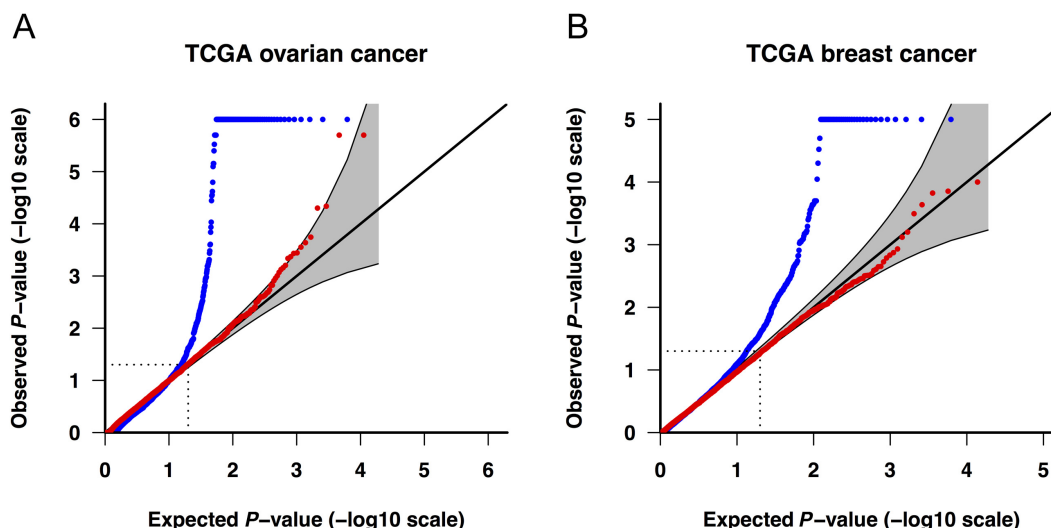 A
TCGA ovarian cancer
Observed P−value (−log10 scale)
6
5
4
3
2
1
0
0 1 2 3 4 5 6
Expected P−value (−log10 scale)
B
TCGA breast cancer
Observed P−value (−log10 scale)
5
4
3
2
1
0
0 1 2 3 4 5
Expected P−value (−log10 scale)